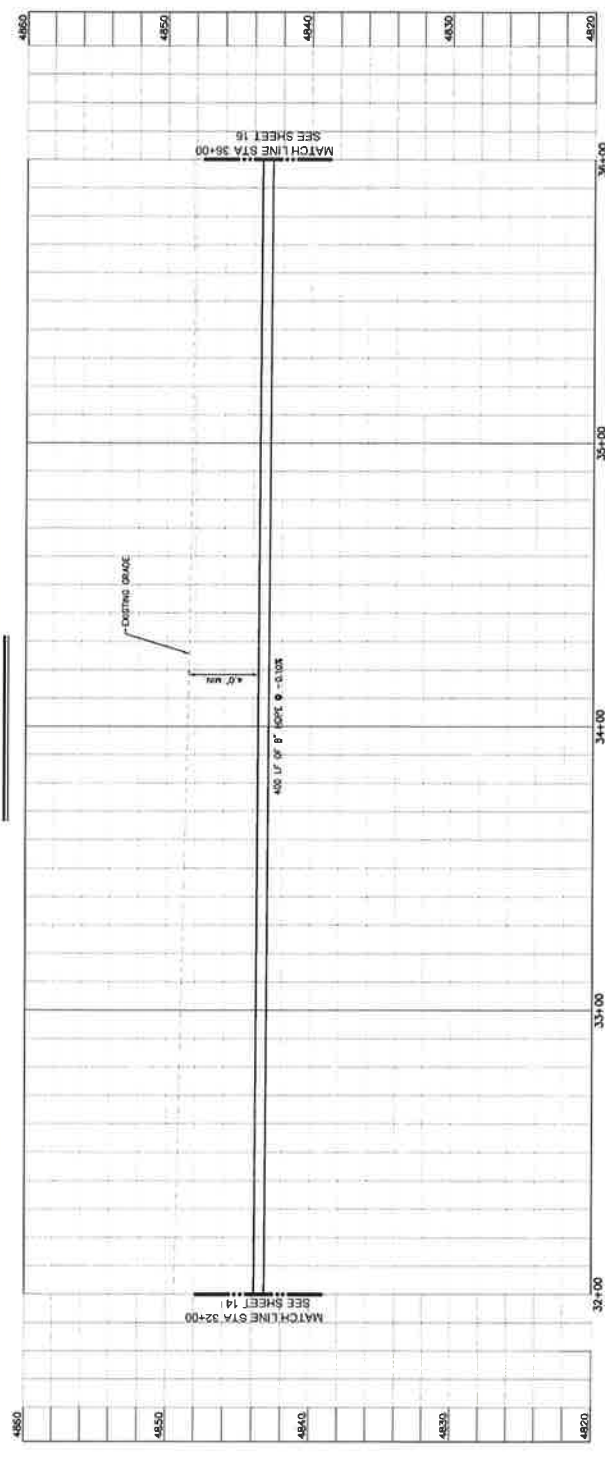 4860
4850
4840
4830
4820
MATCH LINE STA 36+00
SEE SHEET 16
36+00
35+00
EXISTING GRADE
4.0' MIN
400 LF OF 8" HDPE @ -0.10%
34+00
33+00
MATCH LINE STA 32+00
SEE SHEET 14
32+00
4860
4850
4840
4830
4820